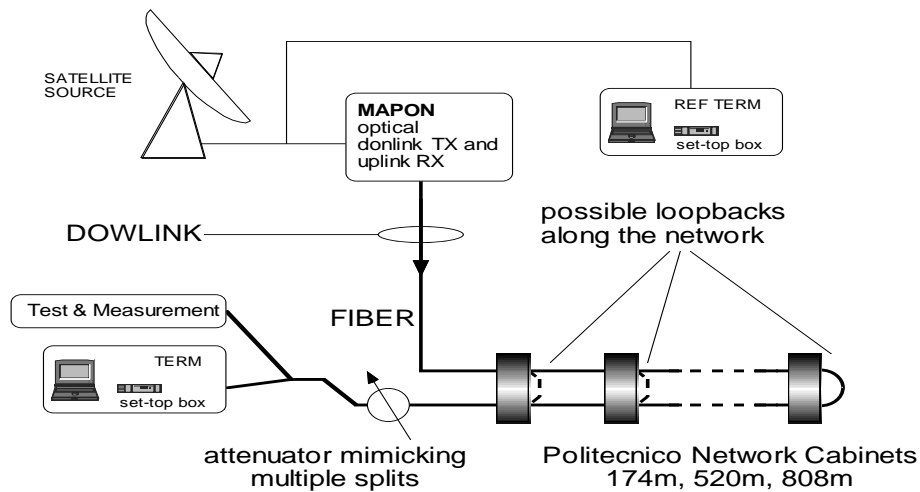 SATELLITE
SOURCE
MAPON
optical
donlink TX and
uplink RX
REF TERM
set-top box
possible loopbacks
along the network
DOWLINK
FIBER
Test & Measurement
TERM
set-top box
attenuator mimicking
multiple splits
Politecnico Network Cabinets
174m, 520m, 808m